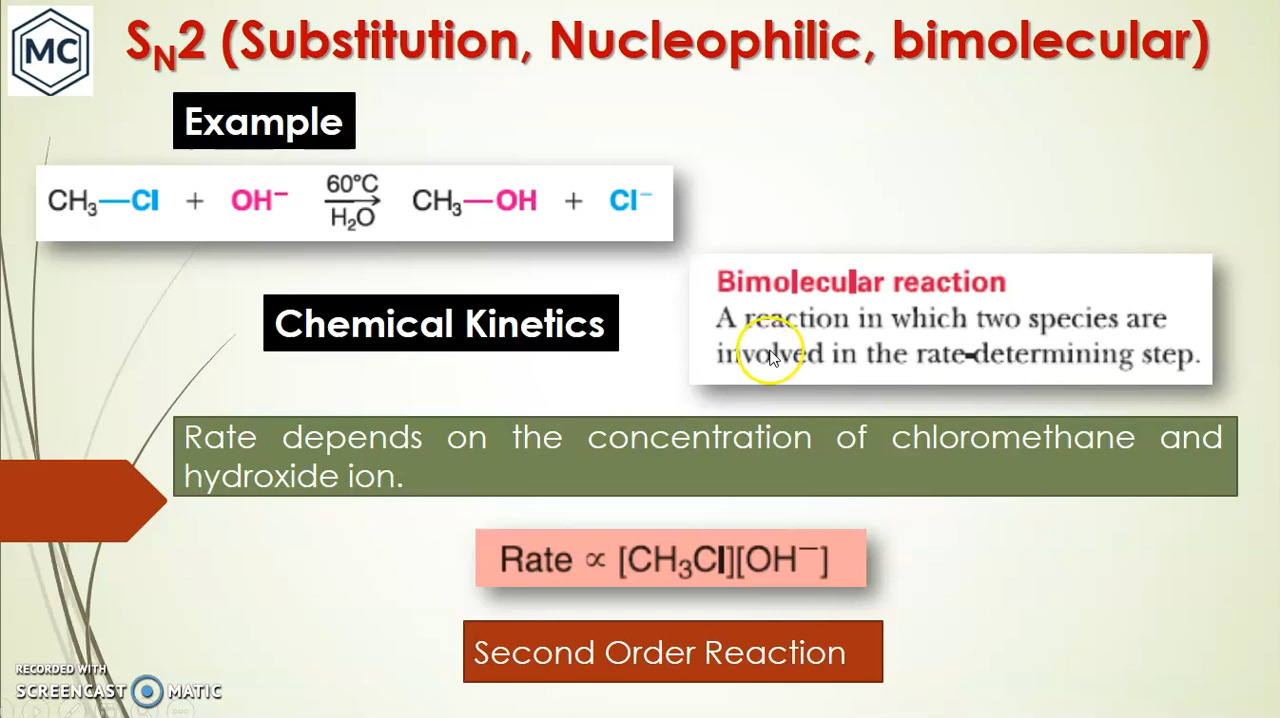 MC
S_N2 (Substitution, Nucleophilic, bimolecular)
Example
CH₃—Cl + OH⁻ 60°C → H₂O CH₃—OH + Cl⁻
Bimolecular reaction
A reaction in which two species are
involved in the rate-determining step.
Chemical Kinetics
Rate depends on the concentration of chloromethane and
hydroxide ion.
Rate ∝ [CH₃Cl][OH⁻]
Second Order Reaction
RECORDED WITH
SCREENCAST MATIC